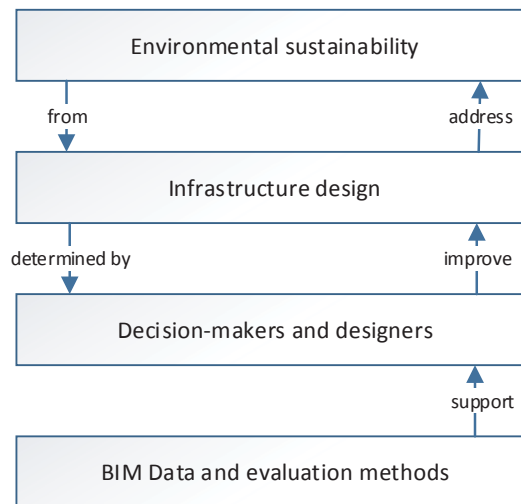 Environmental sustainability
from
address
Infrastructure design
determined by
improve
Decision-makers and designers
support
BIM Data and evaluation methods